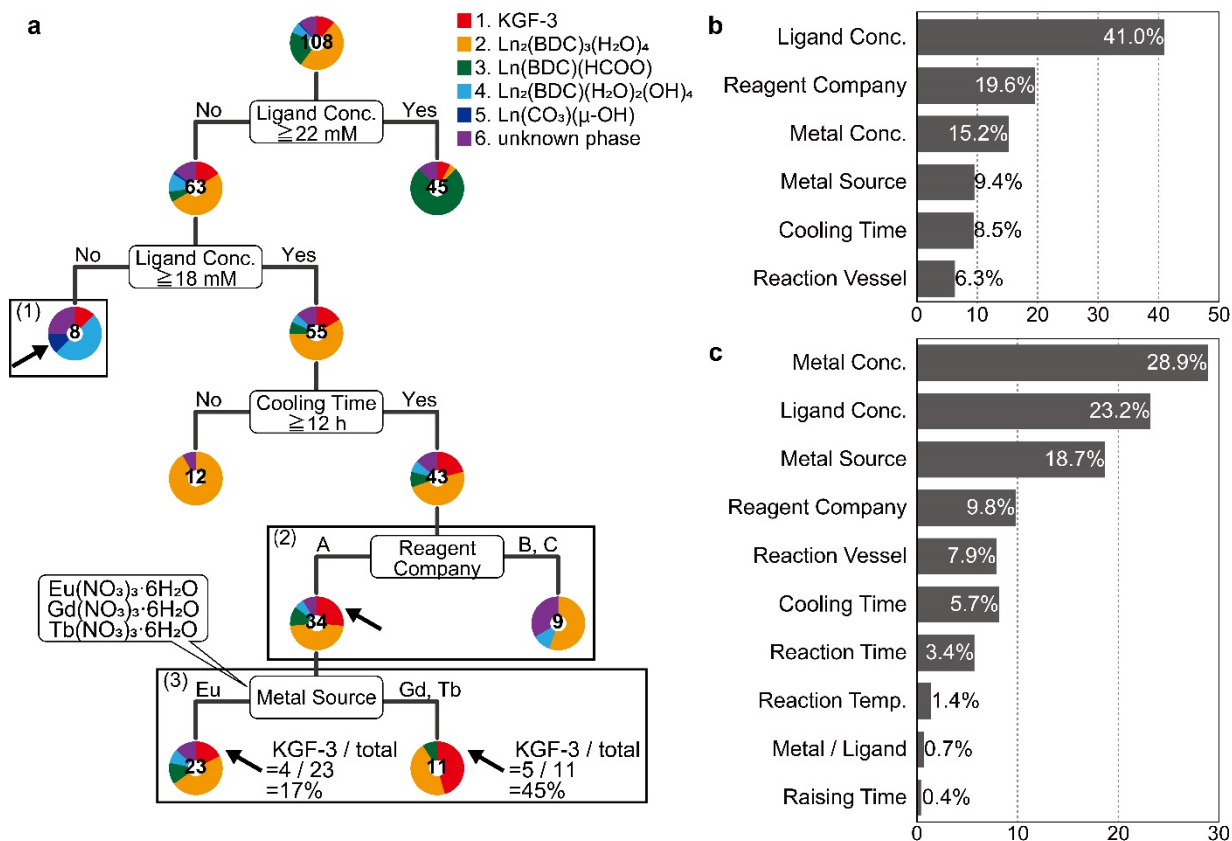 a
108
1. KGF-3
2. Ln₂(BDC)₃(H₂O)₄
3. Ln(BDC)(HCOO)
4. Ln₂(BDC)(H₂O)₂(OH)₄
5. Ln(CO₃)(μ-OH)
6. unknown phase
No
Ligand Conc.
≧22 mM
Yes
63
45
No
Ligand Conc.
≧18 mM
Yes
(1)
8
55
No
Cooling Time
≧12 h
Yes
12
43
(2)
A
Reagent
Company
B, C
Eu(NO₃)₃·6H₂O
Gd(NO₃)₃·6H₂O
Tb(NO₃)₃·6H₂O
34
9
(3)
Eu
Metal Source
Gd, Tb
23
KGF-3 / total
=4 / 23
=17%
11
KGF-3 / total
=5 / 11
=45%
b
Ligand Conc. 41.0%
Reagent Company 19.6%
Metal Conc. 15.2%
Metal Source 9.4%
Cooling Time 8.5%
Reaction Vessel 6.3%
0 10 20 30 40 50
c
Metal Conc. 28.9%
Ligand Conc. 23.2%
Metal Source 18.7%
Reagent Company 9.8%
Reaction Vessel 7.9%
Cooling Time 5.7%
Reaction Time 3.4%
Reaction Temp. 1.4%
Metal / Ligand 0.7%
Raising Time 0.4%
0 10 20 30